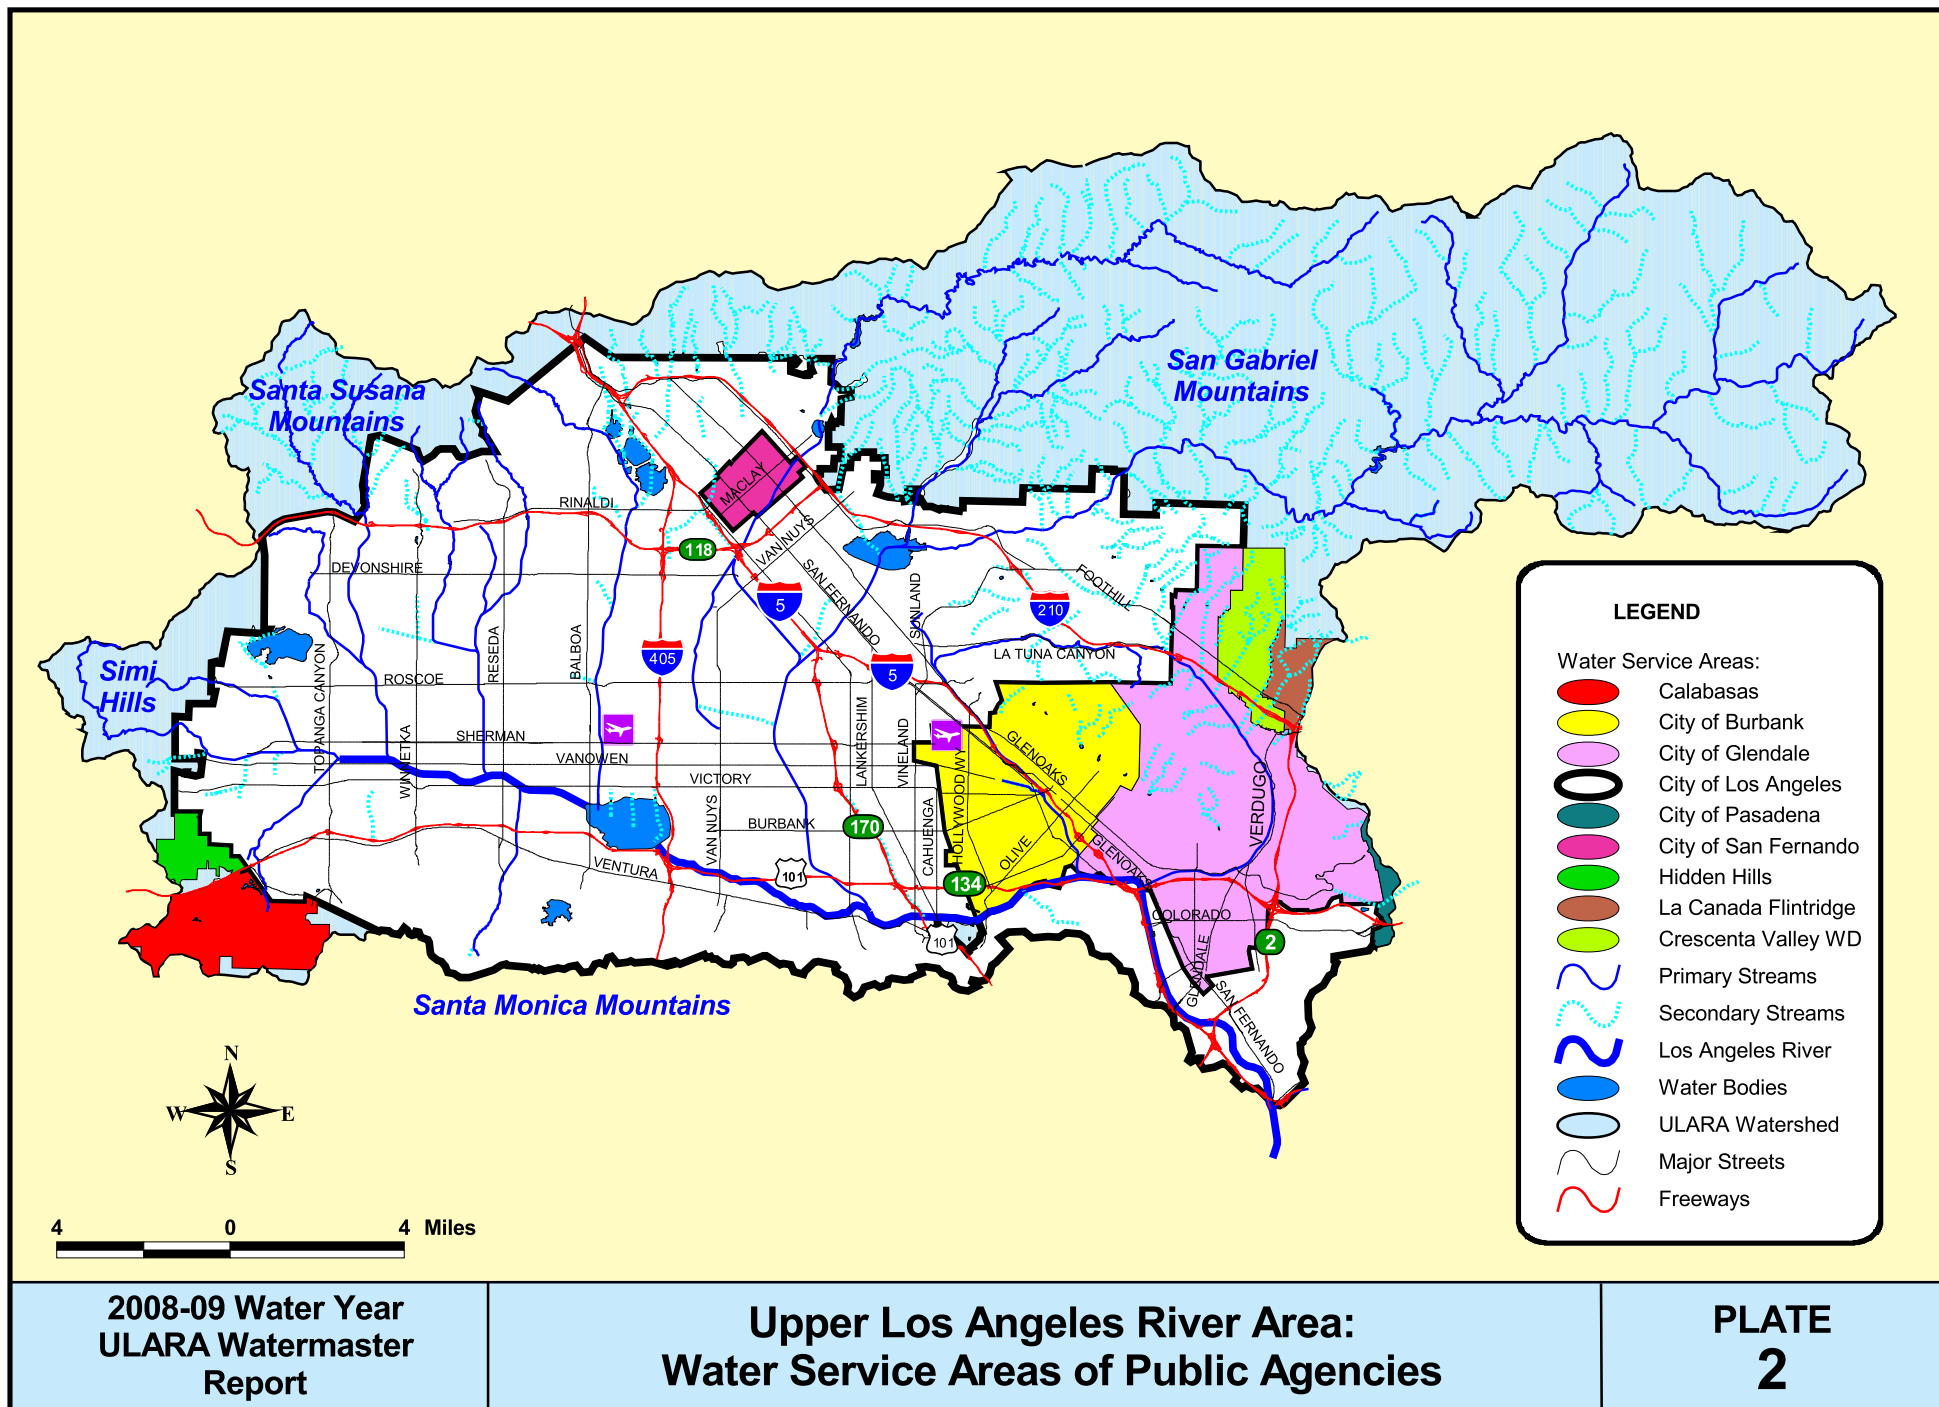 San Gabriel
Mountains
Santa Susana
Mountains
MACLAY
RINALDI
118
VAN NUYS
DEVONSHIRE
SAN FERNANDO
FOOTHILL
5
SUNLAND
210
TOPANGA CANYON
RESEDA
BALBOA
405
5
LA TUNA CANYON
Simi
Hills
ROSCOE
WINNETKA
SHERMAN
VANOWEN
VICTORY
LANKERSHIM
VINELAND
HOLLYWOOD WY
GLENOAKS
VERDUGO
VAN NUYS
BURBANK
170
CAHUENGA
OLIVE
GLENOAKS
VENTURA
101
134
COLORADO
101
2
GLENDALE
SAN FERNANDO
Santa Monica Mountains
N
W
E
S
4 0 4 Miles
LEGEND
Water Service Areas:
Calabasas
City of Burbank
City of Glendale
City of Los Angeles
City of Pasadena
City of San Fernando
Hidden Hills
La Canada Flintridge
Crescenta Valley WD
Primary Streams
Secondary Streams
Los Angeles River
Water Bodies
ULARA Watershed
Major Streets
Freeways
2008-09 Water Year
ULARA Watermaster
Report
Upper Los Angeles River Area:
Water Service Areas of Public Agencies
PLATE
2